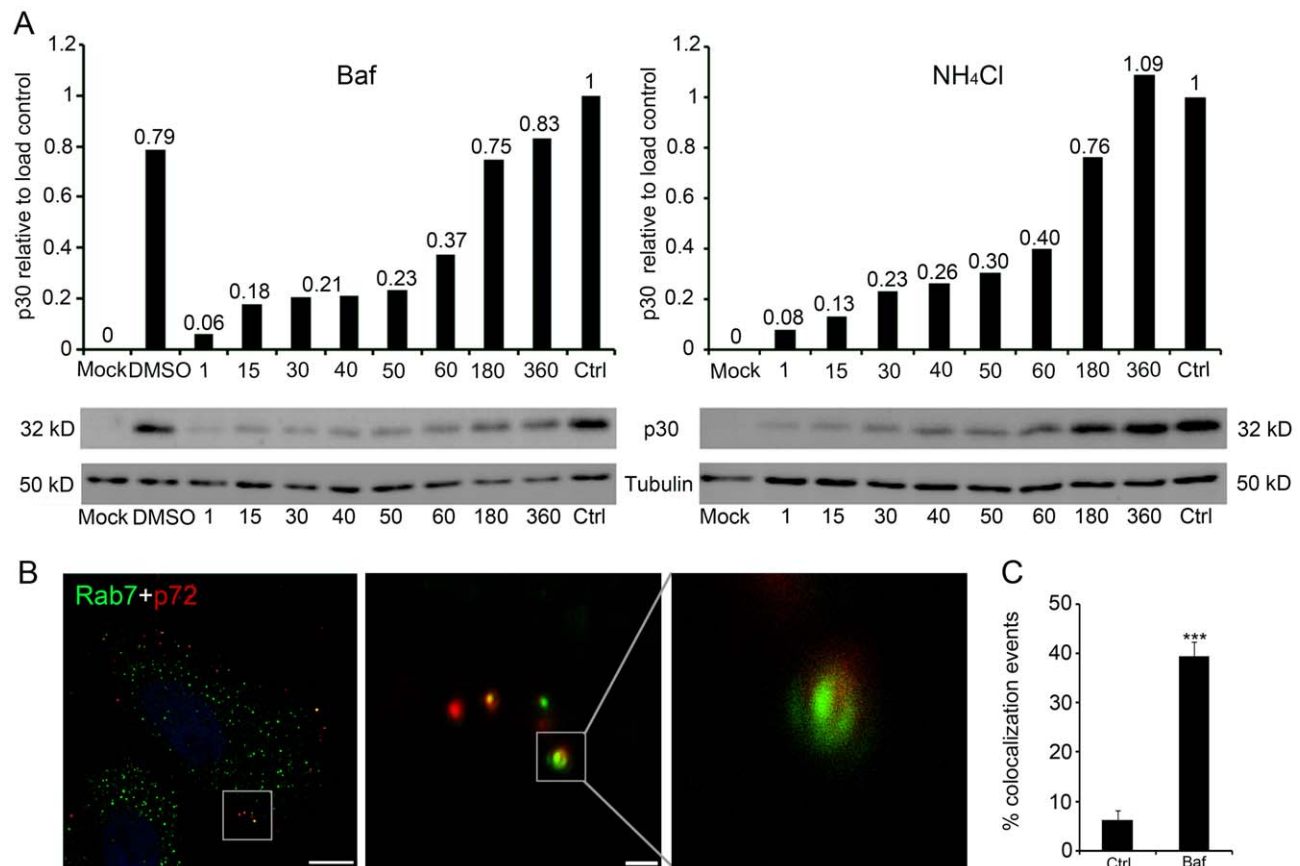 A
Baf
p30 relative to load control
1.2
1
0.8
0.6
0.4
0.2
0
0
0.79
0.06
0.18
0.21
0.23
0.37
0.75
0.83
1
Mock DMSO 1 15 30 40 50 60 180 360 Ctrl
NH₄Cl
p30 relative to load control
1.2
1
0.8
0.6
0.4
0.2
0
0
0.08
0.13
0.23
0.26
0.30
0.40
0.76
1.09
1
Mock 1 15 30 40 50 60 180 360 Ctrl
32 kD p30 32 kD
50 kD Tubulin 50 kD
Mock DMSO 1 15 30 40 50 60 180 360 Ctrl
Mock 1 15 30 40 50 60 180 360 Ctrl
B
Rab7+p72
C
% colocalization events
50
40
30
20
10
0
***
Ctrl Baf